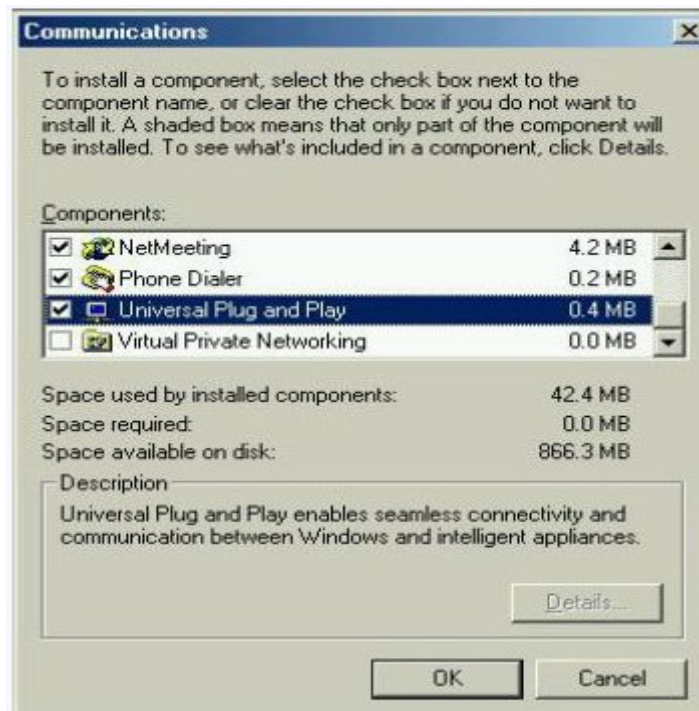 Communications
To install a component, select the check box next to the
component name, or clear the check box if you do not want to
install it. A shaded box means that only part of the component will
be installed. To see what's included in a component, click Details.
Components:
NetMeeting 4.2 MB
Phone Dialer 0.2 MB
Universal Plug and Play 0.4 MB
Virtual Private Networking 0.0 MB
Space used by installed components: 42.4 MB
Space required: 0.0 MB
Space available on disk: 866.3 MB
Description
Universal Plug and Play enables seamless connectivity and
communication between Windows and intelligent appliances.
Details...
OK Cancel